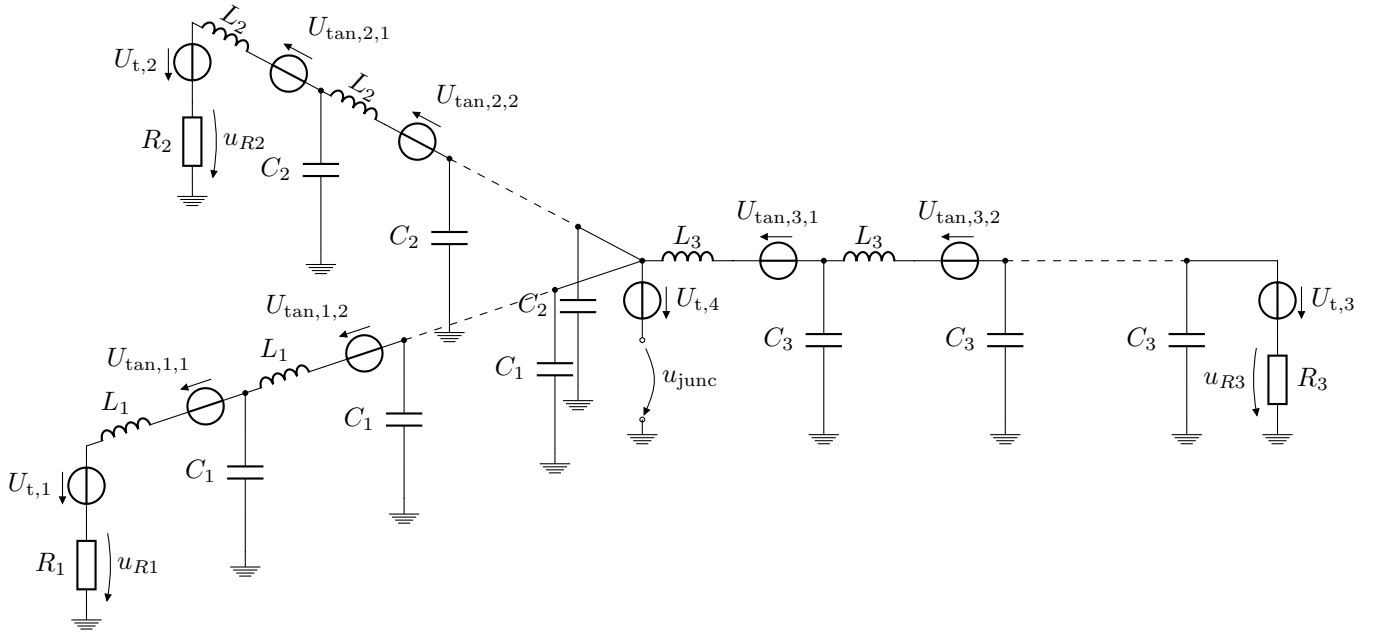 L₂
U_tan,2,1
U_t,2
L₂
U_tan,2,2
R₂
u_R2
C₂
C₂
U_tan,3,1
U_tan,3,2
L₃
L₃
C₂
U_t,4
U_t,3
U_tan,1,2
L₁
C₃
C₃
C₃
U_tan,1,1
C₁
u_junc
u_R3
R₃
L₁
C₁
U_t,1
C₁
R₁
u_R1